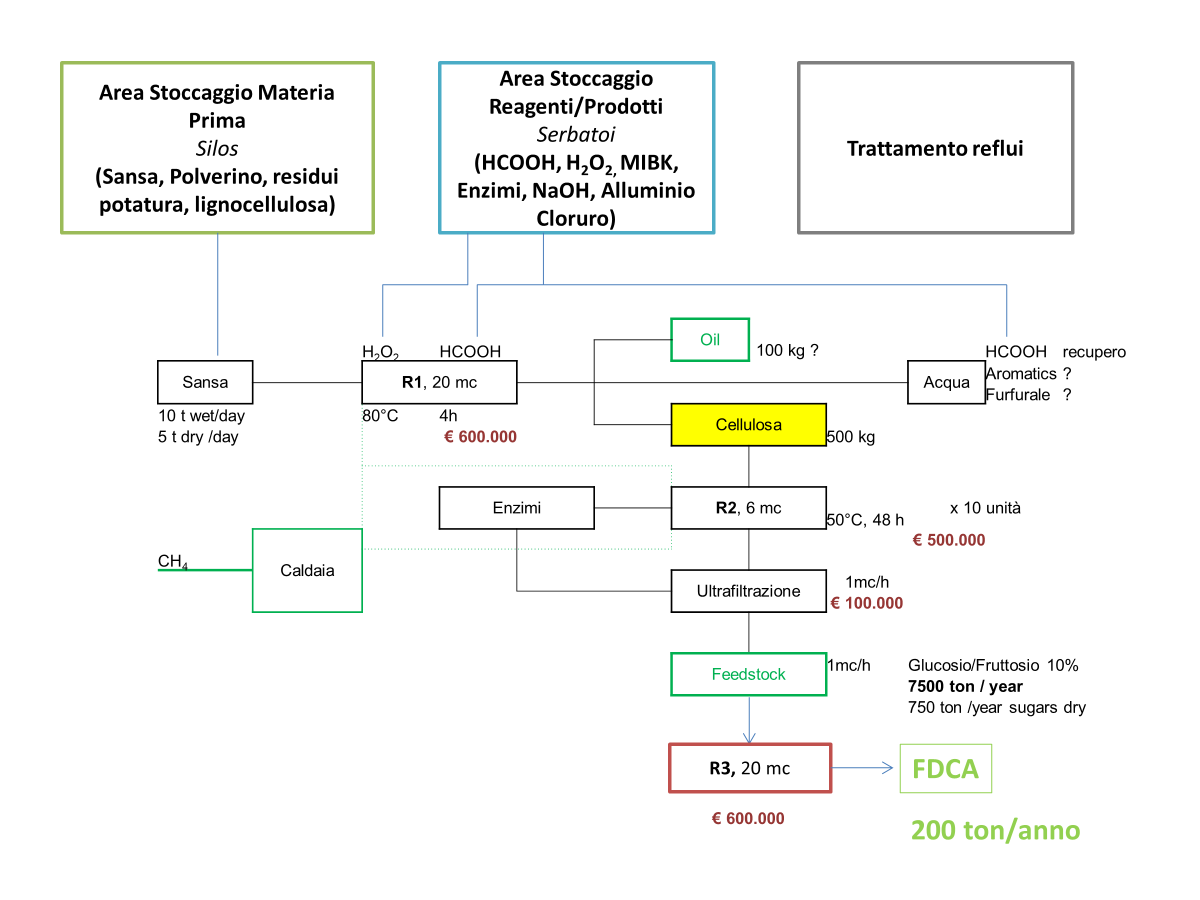 Area Stoccaggio Materia
Prima
Silos
(Sansa, Polverino, residui
potatura, lignocellulosa)
Area Stoccaggio
Reagenti/Prodotti
Serbatoi
(HCOOH, H₂O₂, MIBK,
Enzimi, NaOH, Alluminio
Cloruro)
Trattamento reflui
Oil
100 kg ?
H₂O₂
HCOOH
HCOOH recupero
Sansa
R1, 20 mc
Acqua
Aromatics ?
Furfurale ?
10 t wet/day
5 t dry /day
80°C
4h
€ 600.000
Cellulosa
500 kg
Enzimi
R2, 6 mc
50°C, 48 h
x 10 unità
€ 500.000
CH₄
Caldaia
Ultrafiltrazione
1mc/h
€ 100.000
Feedstock
1mc/h
Glucosio/Fruttosio 10%
7500 ton / year
750 ton /year sugars dry
R3, 20 mc
FDCA
€ 600.000
200 ton/anno